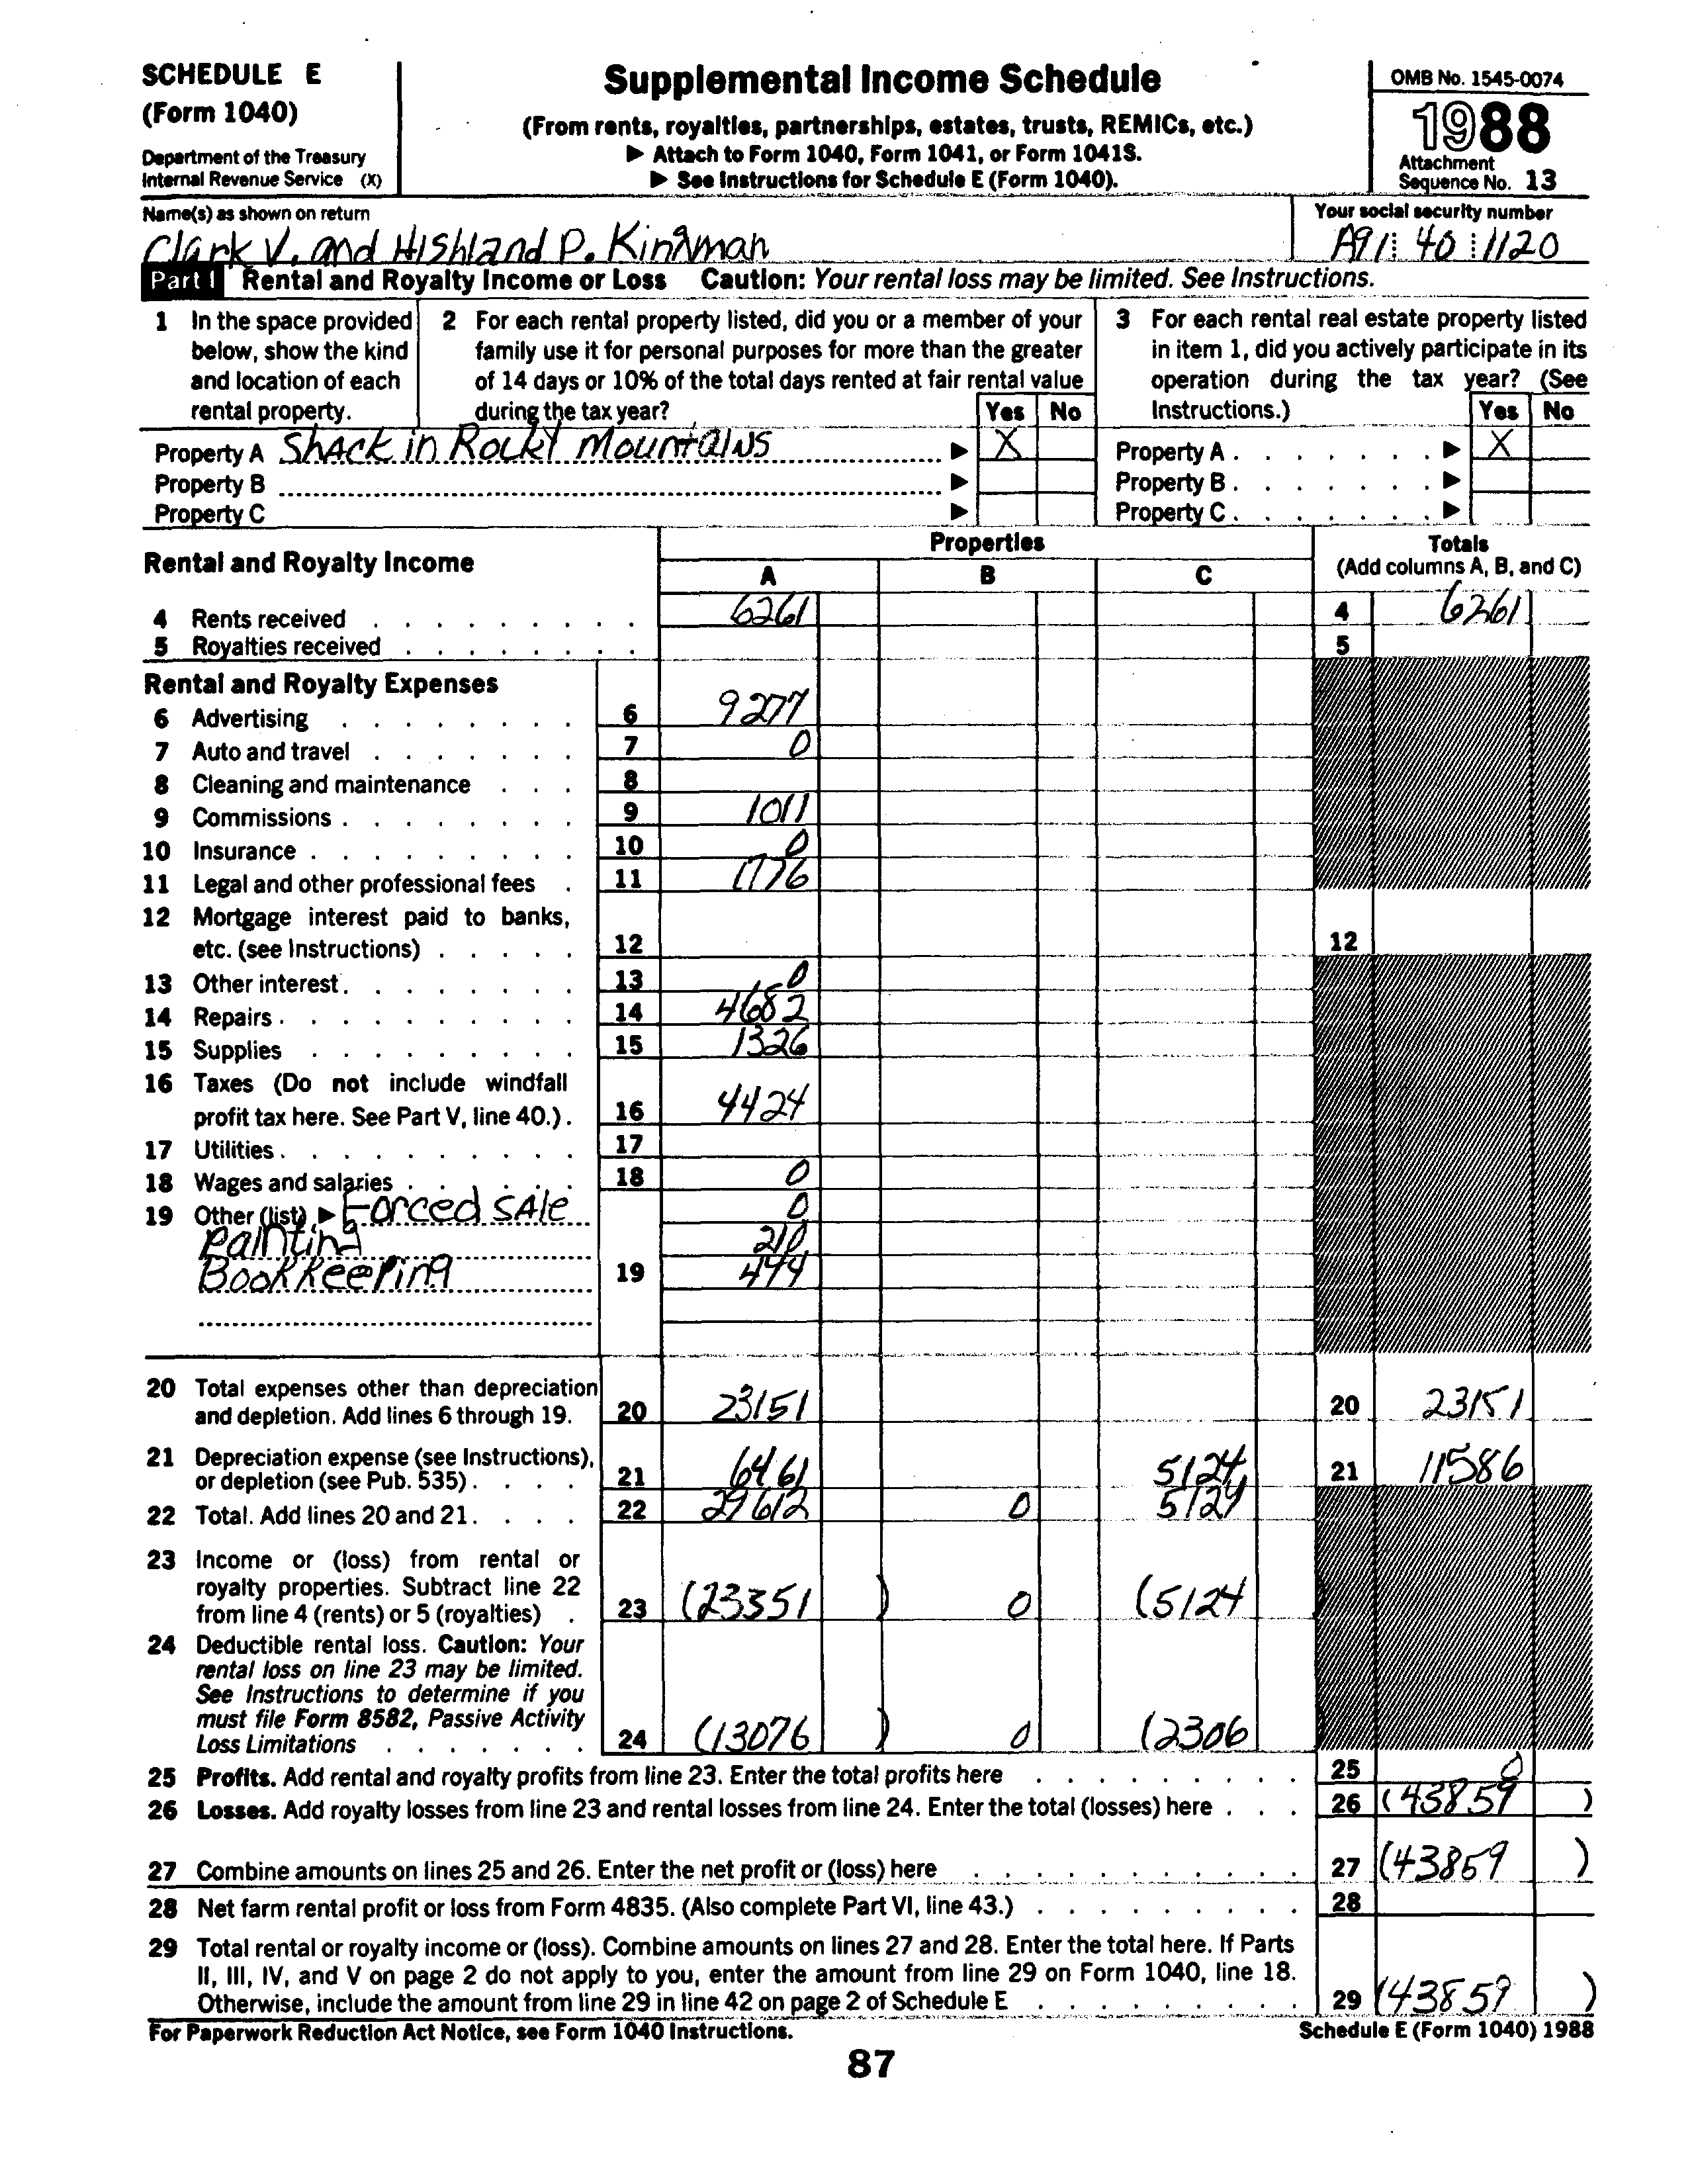 SCHEDULE E
(Form 1040)
Department of the Treasury
Internal Revenue Service (X)
Supplemental Income Schedule
(From rents, royalties, partnerships, estates, trusts, REMICs, etc.)
▶ Attach to Form 1040, Form 1041, or Form 1041S.
▶ See Instructions for Schedule E (Form 1040).
OMB No. 1545-0074
1988
Attachment
Sequence No. 13
Name(s) as shown on return
Clark V. and Hishland P. Kingman
Your social security number
A91 40 1120
Part I Rental and Royalty Income or Loss Caution: Your rental loss may be limited. See Instructions.
1 In the space provided below, show the kind and location of each rental property.
2 For each rental property listed, did you or a member of your family use it for personal purposes for more than the greater of 14 days or 10% of the total days rented at fair rental value during the tax year?
Yes No
3 For each rental real estate property listed in item 1, did you actively participate in its operation during the tax year? (See Instructions.)
Yes No
Property A Shack in Rocky Mountains ▶ X Property A ▶ X
Property B ▶ Property B ▶
Property C ▶ Property C ▶
Rental and Royalty Income
Properties
A B C
Totals
(Add columns A, B, and C)
4 Rents received 6261 4 6261
5 Royalties received 5
Rental and Royalty Expenses
6 Advertising 6 9277
7 Auto and travel 7 0
8 Cleaning and maintenance 8
9 Commissions 9 1011
10 Insurance 10 0
11 Legal and other professional fees 11 1776
12 Mortgage interest paid to banks,
etc. (see Instructions) 12 12
13 Other interest 13 0
14 Repairs 14 4682
15 Supplies 15 1326
16 Taxes (Do not include windfall
profit tax here. See Part V, line 40.) 16 4424
17 Utilities 17
18 Wages and salaries 18 0
19 Other (list) ▶ Forced Sale 0
Painting 210
Bookkeeping 19 444
20 Total expenses other than depreciation
and depletion. Add lines 6 through 19. 20 23151 20 23151
21 Depreciation expense (see Instructions),
or depletion (see Pub. 535) 21 6461 5124 21 11586
22 Total. Add lines 20 and 21 22 29612 0 5124
23 Income or (loss) from rental or
royalty properties. Subtract line 22
from line 4 (rents) or 5 (royalties) 23 (23351) 0 (5124
24 Deductible rental loss. Caution: Your
rental loss on line 23 may be limited.
See Instructions to determine if you
must file Form 8582, Passive Activity
Loss Limitations 24 (13076) 0 (2306
25 Profits. Add rental and royalty profits from line 23. Enter the total profits here 25 0
26 Losses. Add royalty losses from line 23 and rental losses from line 24. Enter the total (losses) here 26 (43859)
27 Combine amounts on lines 25 and 26. Enter the net profit or (loss) here 27 (43859)
28 Net farm rental profit or loss from Form 4835. (Also complete Part VI, line 43.) 28
29 Total rental or royalty income or (loss). Combine amounts on lines 27 and 28. Enter the total here. If Parts
II, III, IV, and V on page 2 do not apply to you, enter the amount from line 29 on Form 1040, line 18.
Otherwise, include the amount from line 29 in line 42 on page 2 of Schedule E 29 (43859)
For Paperwork Reduction Act Notice, see Form 1040 Instructions.
Schedule E (Form 1040) 1988
87